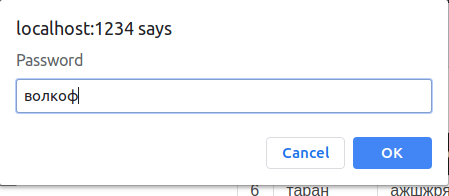 localhost:1234 says
Password
волкоф
Cancel
OK
6 таран ажшжря